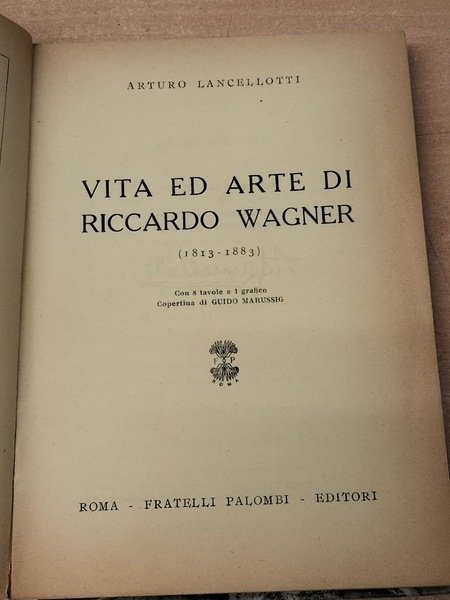 ARTURO LANCELLOTTI
VITA ED ARTE DI
RICCARDO WAGNER
(1813-1883)
Con 8 tavole e 1 grafico
Copertina di GUIDO MARUSSIG
F P
ROMA
ROMA - FRATELLI PALOMBI - EDITORI